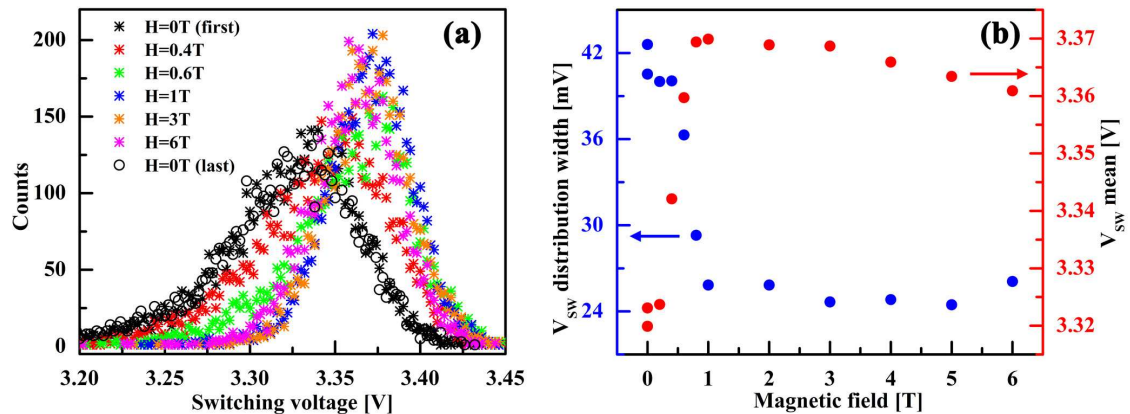 (a)
H=0T (first)
H=0.4T
H=0.6T
H=1T
H=3T
H=6T
H=0T (last)
200
150
100
50
0
Counts
3.20 3.25 3.30 3.35 3.40 3.45
Switching voltage [V]
(b)
42
36
30
24
V_SW distribution width [mV]
0 1 2 3 4 5 6
Magnetic field [T]
3.37
3.36
3.35
3.34
3.33
3.32
V_SW mean [V]